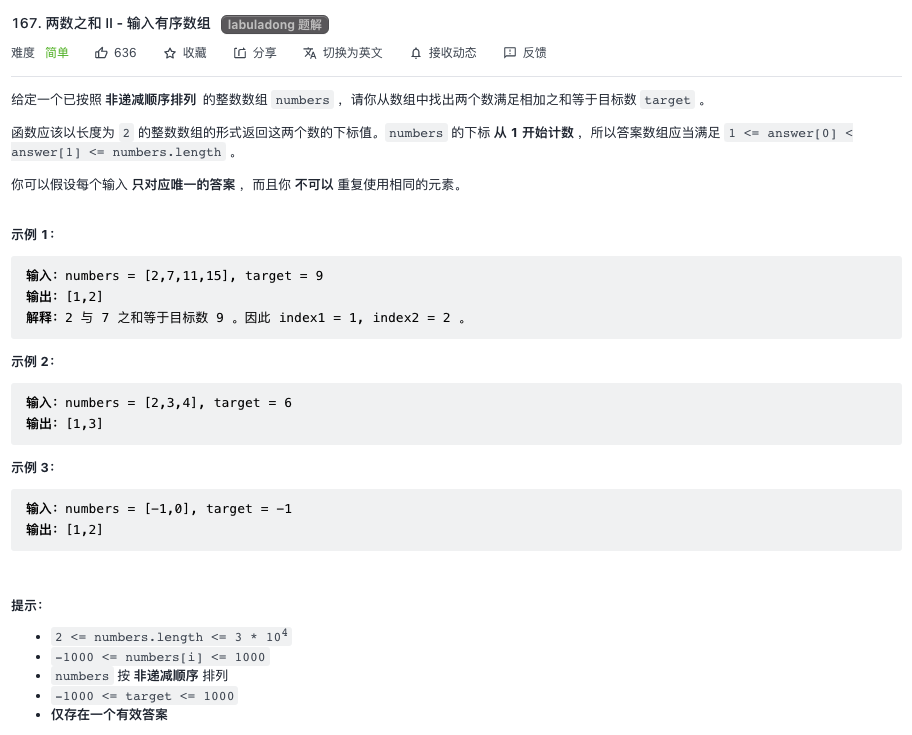 167. 两数之和 II - 输入有序数组 labuladong 题解
难度 简单 636 收藏 分享 切换为英文 接收动态 反馈
给定一个已按照 非递减顺序排列 的整数数组 numbers ，请你从数组中找出两个数满足相加之和等于目标数 target 。
函数应该以长度为 2 的整数数组的形式返回这两个数的下标值。numbers 的下标 从 1 开始计数 ，所以答案数组应当满足 1 <= answer[0] <
answer[1] <= numbers.length 。
你可以假设每个输入 只对应唯一的答案 ，而且你 不可以 重复使用相同的元素。
示例 1：
输入：numbers = [2,7,11,15], target = 9
输出：[1,2]
解释：2 与 7 之和等于目标数 9 。因此 index1 = 1, index2 = 2 。
示例 2：
输入：numbers = [2,3,4], target = 6
输出：[1,3]
示例 3：
输入：numbers = [-1,0], target = -1
输出：[1,2]
提示：
• 2 <= numbers.length <= 3 * 10⁴
• -1000 <= numbers[i] <= 1000
• numbers 按 非递减顺序 排列
• -1000 <= target <= 1000
• 仅存在一个有效答案